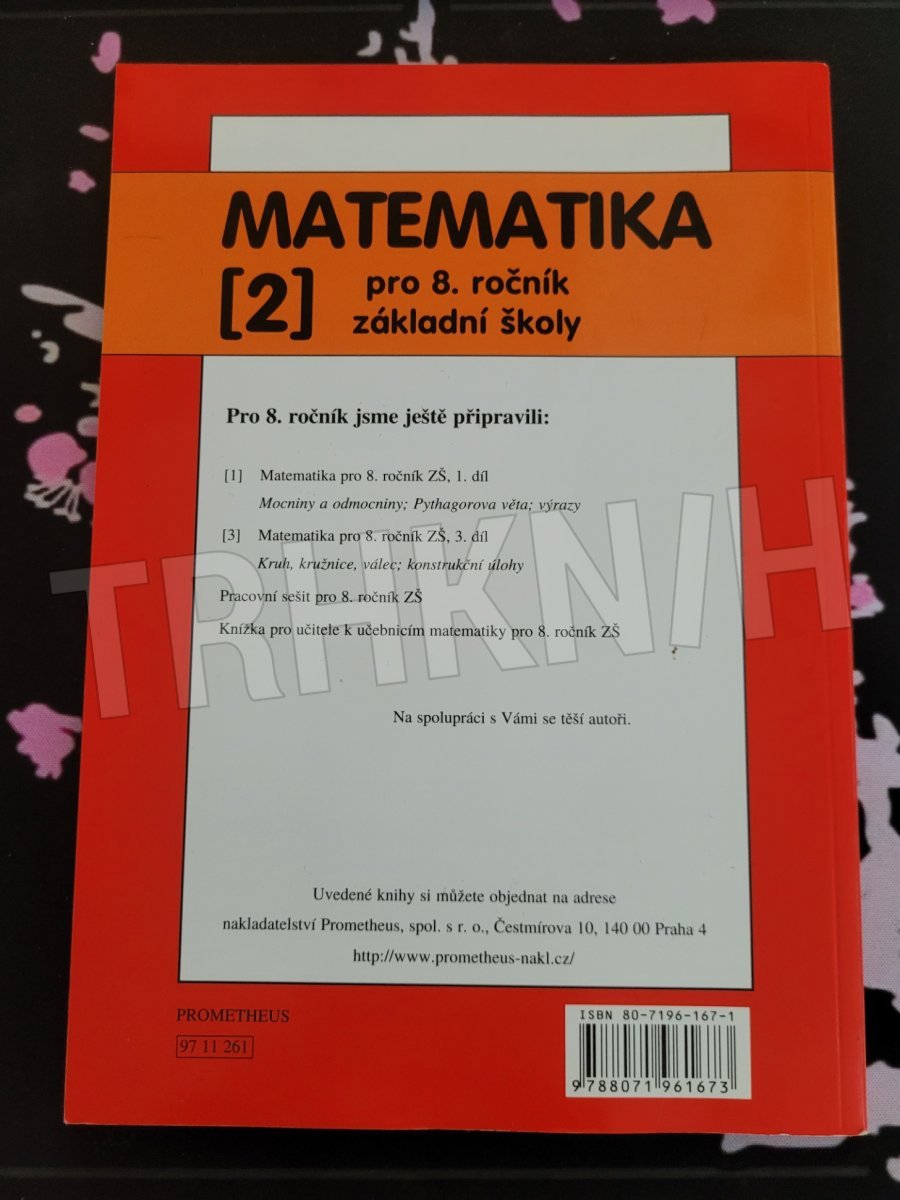 MATEMATIKA
[2] pro 8. ročník
základní školy
Pro 8. ročník jsme ještě připravili:
[1] Matematika pro 8. ročník ZŠ, 1. díl
Mocniny a odmocniny; Pythagorova věta; výrazy
[3] Matematika pro 8. ročník ZŠ, 3. díl
Kruh, kružnice, válec; konstrukční úlohy
Pracovní sešit pro 8. ročník ZŠ
Knížka pro učitele k učebnicím matematiky pro 8. ročník ZŠ
TRHKNIH
Na spolupráci s Vámi se těší autoři.
Uvedené knihy si můžete objednat na adrese
nakladatelství Prometheus, spol. s r. o., Čestmírova 10, 140 00 Praha 4
http://www.prometheus-nakl.cz/
PROMETHEUS
97 11 261
ISBN 80-7196-167-1
9 788071 961673